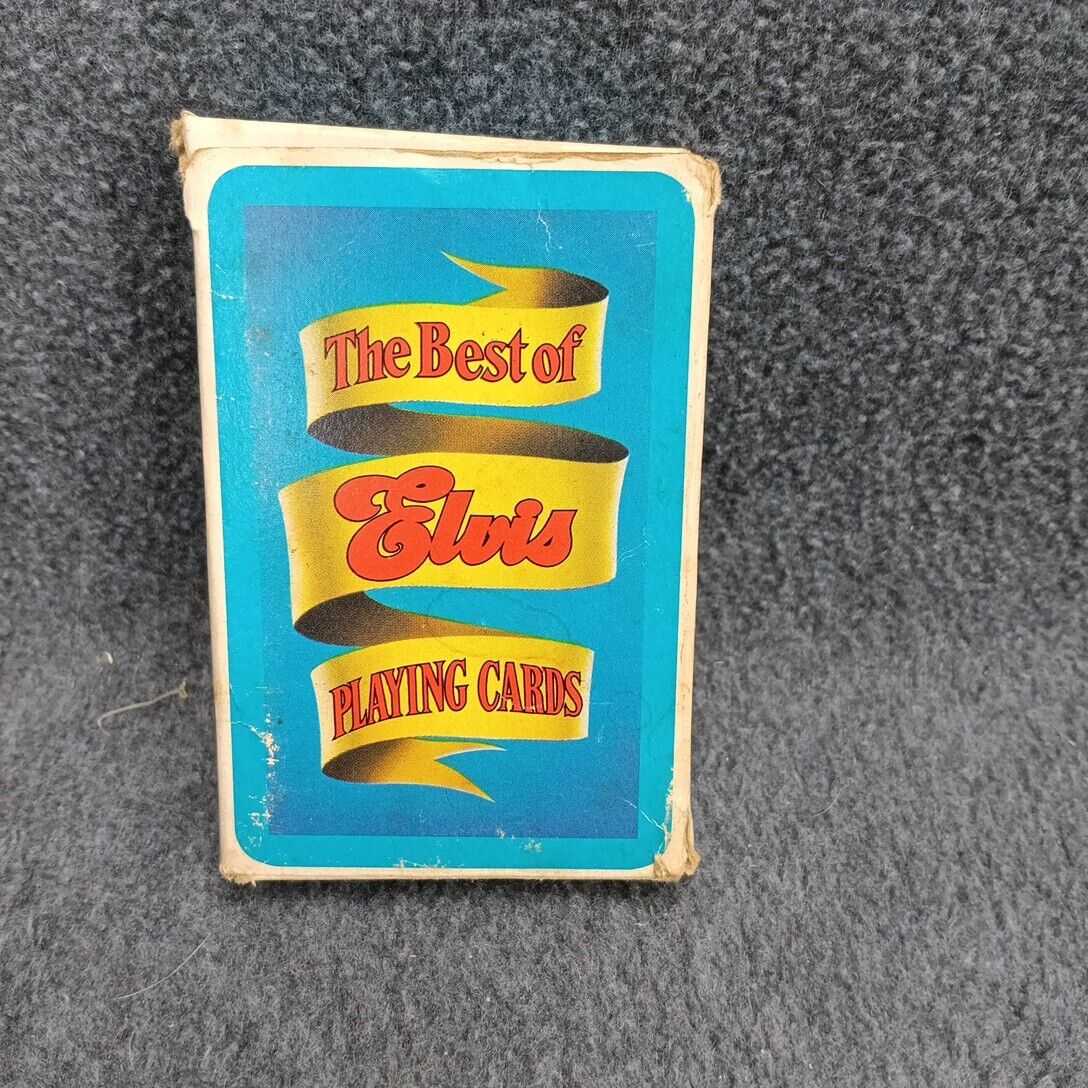 The Best of
Elvis
PLAYING CARDS